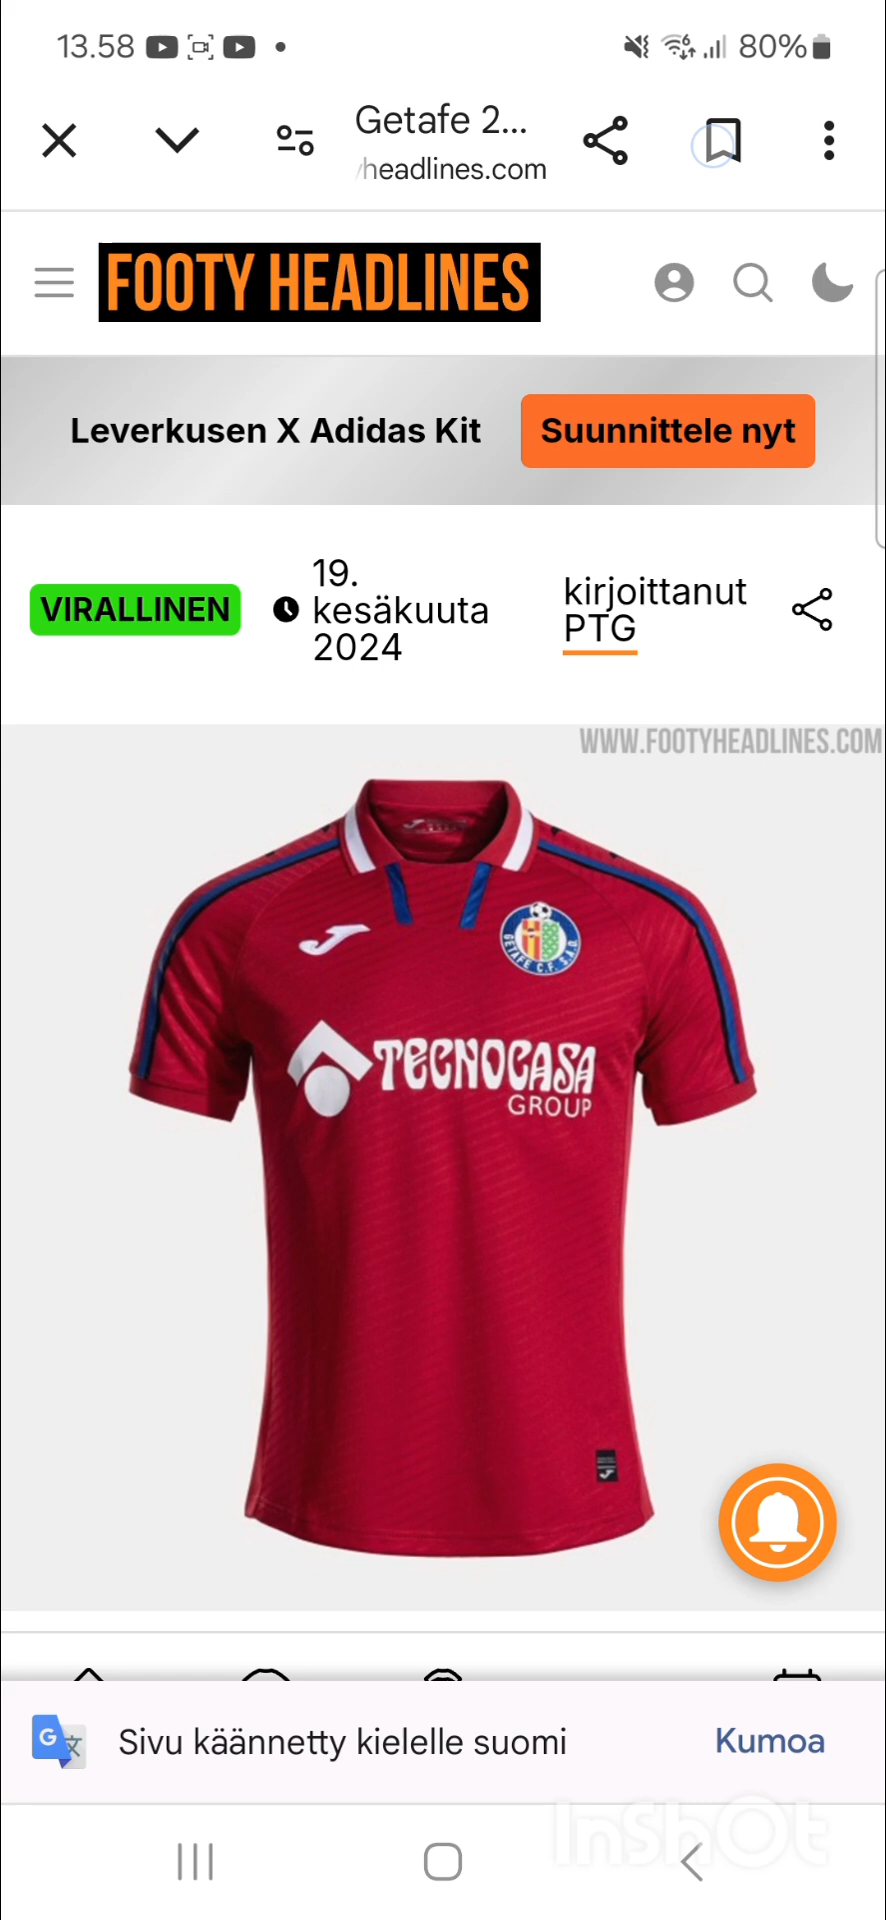 13.58
80%
Getafe 2...
headlines.com
FOOTY HEADLINES
Leverkusen X Adidas Kit
Suunnittele nyt
VIRALLINEN
19.
kesäkuuta
2024
kirjoittanut
PTG
WWW.FOOTYHEADLINES.COM
GETAFE C.F. S.A.D.
TECNOCASA
GROUP
Sivu käännetty kielelle suomi
Kumoa
InShOt